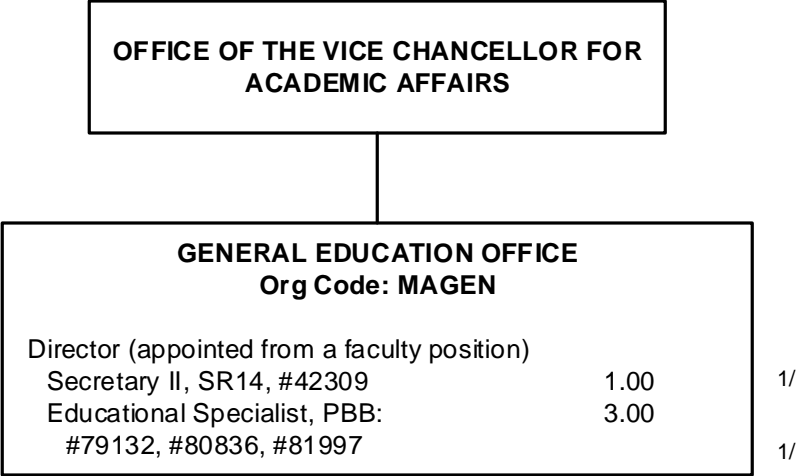 OFFICE OF THE VICE CHANCELLOR FOR
ACADEMIC AFFAIRS
GENERAL EDUCATION OFFICE
Org Code: MAGEN
Director (appointed from a faculty position)
Secretary II, SR14, #42309 1.00 1/
Educational Specialist, PBB: 3.00
#79132, #80836, #81997 1/